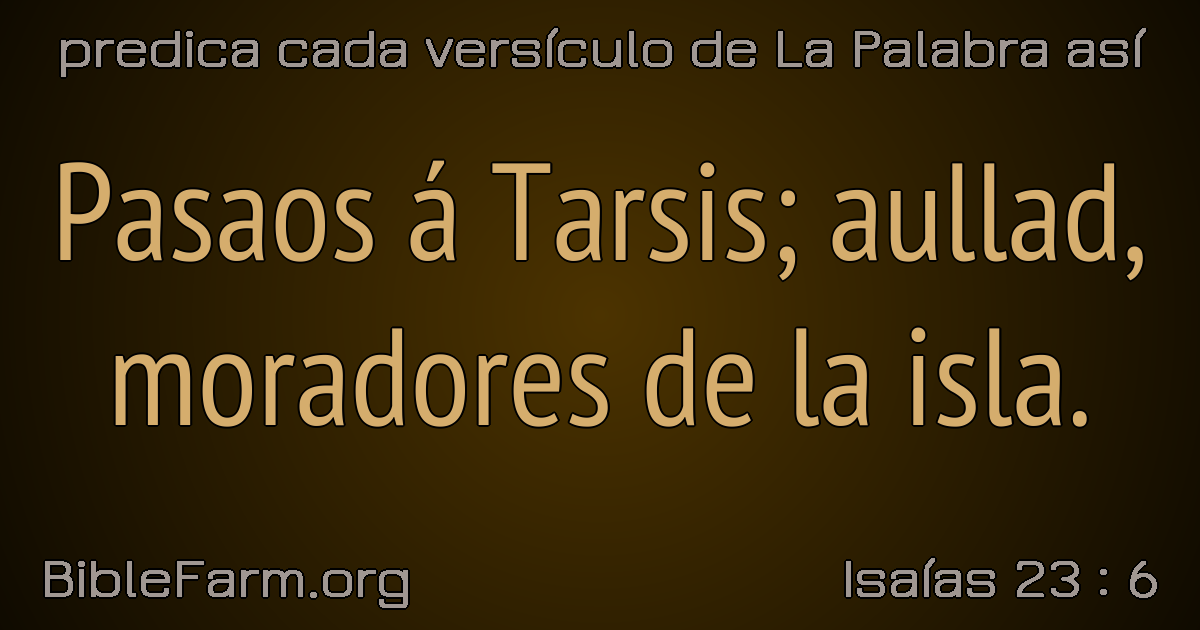 predica cada versículo de La Palabra así
Pasaos á Tarsis; aullad,
moradores de la isla.
BibleFarm.org
Isaías 23 : 6